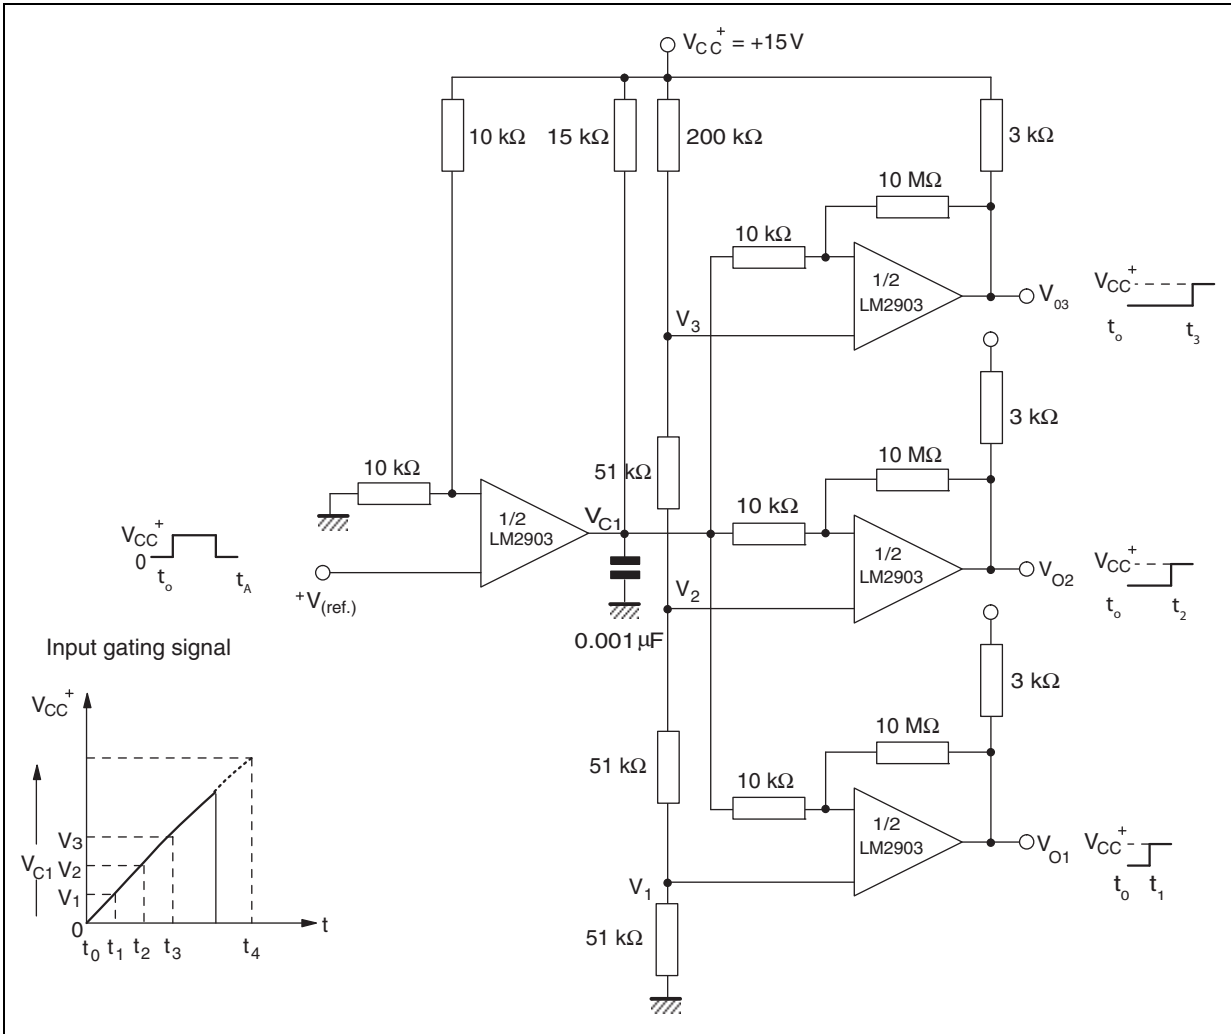 VCC+ = +15V
10 kΩ
15 kΩ
200 kΩ
3 kΩ
10 MΩ
10 kΩ
1/2
LM2903
V03
VCC+
to
t3
V3
3 kΩ
51 kΩ
10 MΩ
10 kΩ
10 kΩ
1/2
LM2903
VC1
1/2
LM2903
VO2
VCC+
to
t2
VCC+
0
to
tA
+V(ref.)
V2
0.001µF
Input gating signal
3 kΩ
51 kΩ
10 MΩ
10 kΩ
1/2
LM2903
VO1
VCC+
to
t1
V1
51 kΩ
VCC+
V3
VC1
V2
V1
0
t0
t1
t2
t3
t4
t